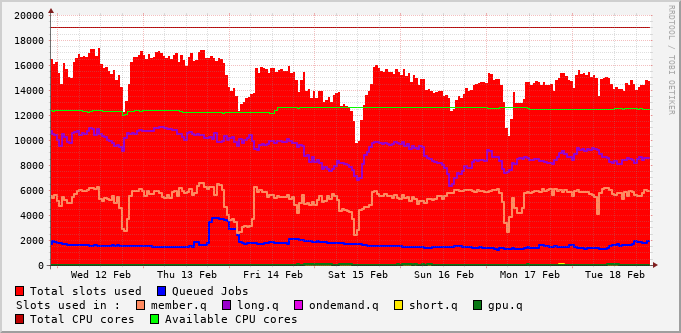 RRDTOOL / TOBI OETIKER
20000
18000
16000
14000
12000
10000
8000
6000
4000
2000
0
Wed 12 Feb Thu 13 Feb Fri 14 Feb Sat 15 Feb Sun 16 Feb Mon 17 Feb Tue 18 Feb
Total slots used Queued Jobs
Slots used in : member.q long.q ondemand.q short.q gpu.q
Total CPU cores Available CPU cores